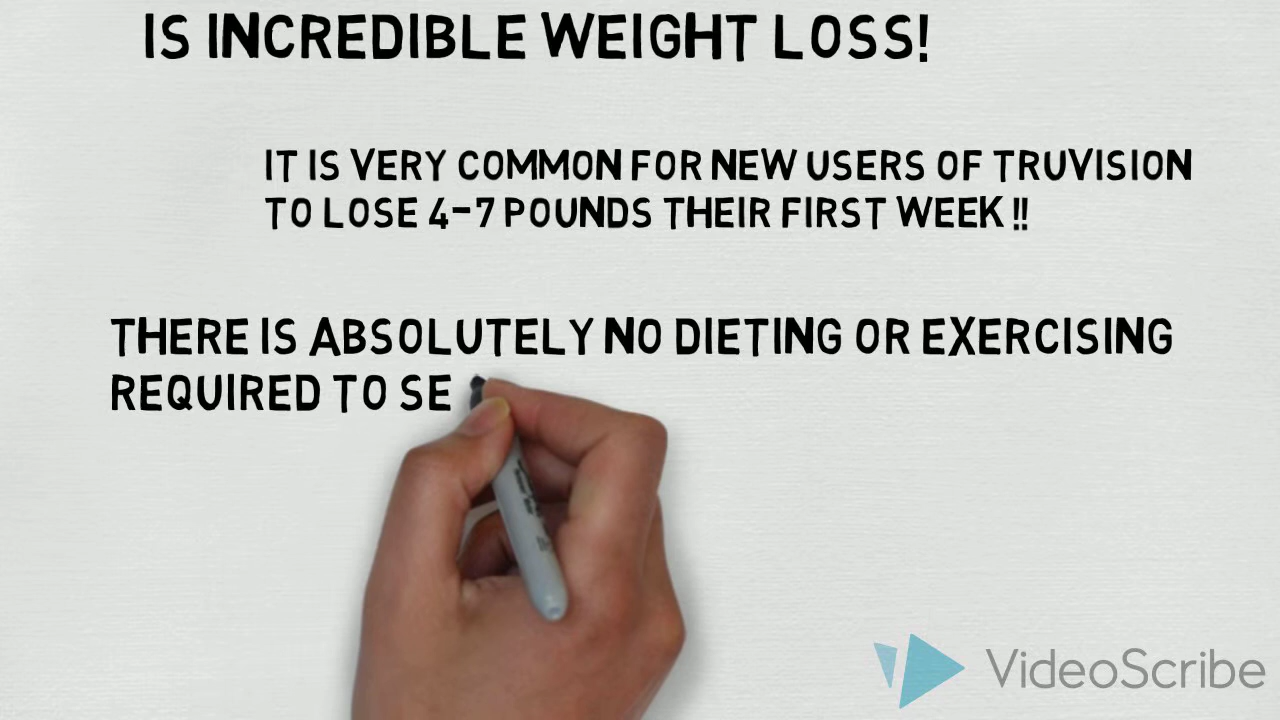 IS INCREDIBLE WEIGHT LOSS!
IT IS VERY COMMON FOR NEW USERS OF TRUVISION
TO LOSE 4-7 POUNDS THEIR FIRST WEEK !!
THERE IS ABSOLUTELY NO DIETING OR EXERCISING
REQUIRED TO SE
VideoScribe